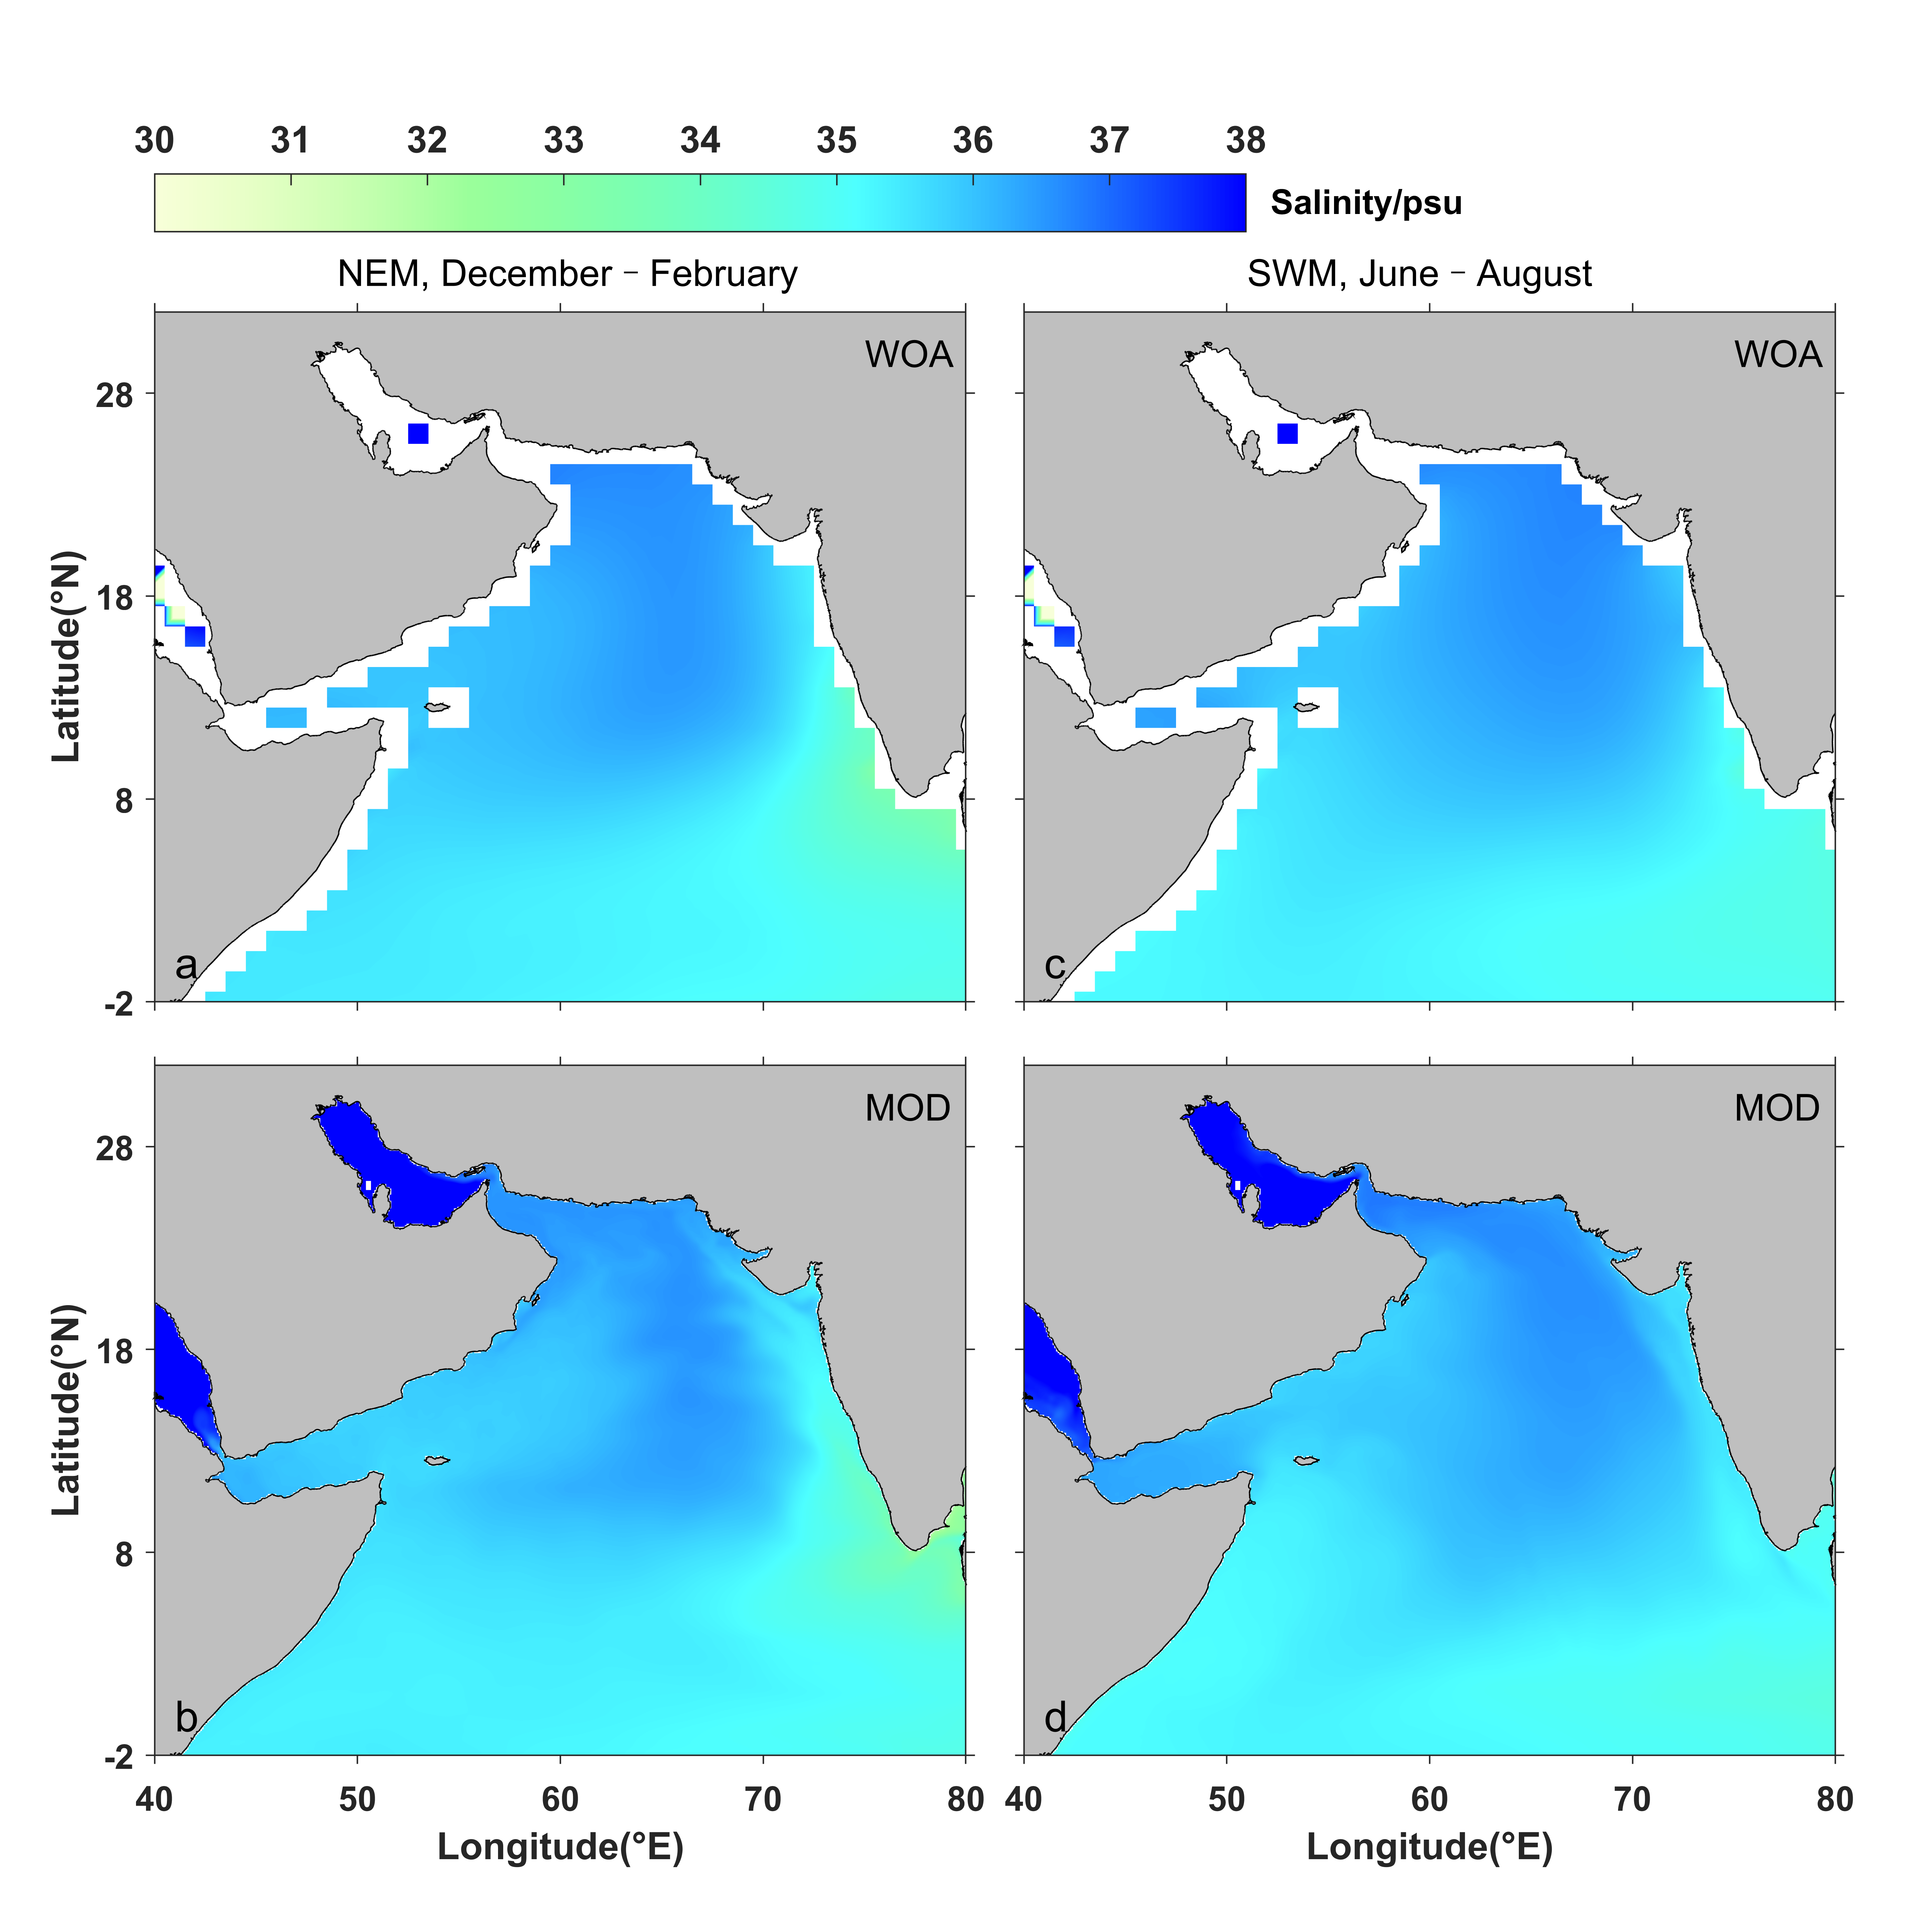 30 31 32 33 34 35 36 37 38
Salinity/psu
NEM, December − February
SWM, June − August
WOA
28
18
8
-2
Latitude(°N)
a
WOA
c
MOD
28
18
8
-2
Latitude(°N)
b
40 50 60 70 80
Longitude(°E)
MOD
d
40 50 60 70 80
Longitude(°E)